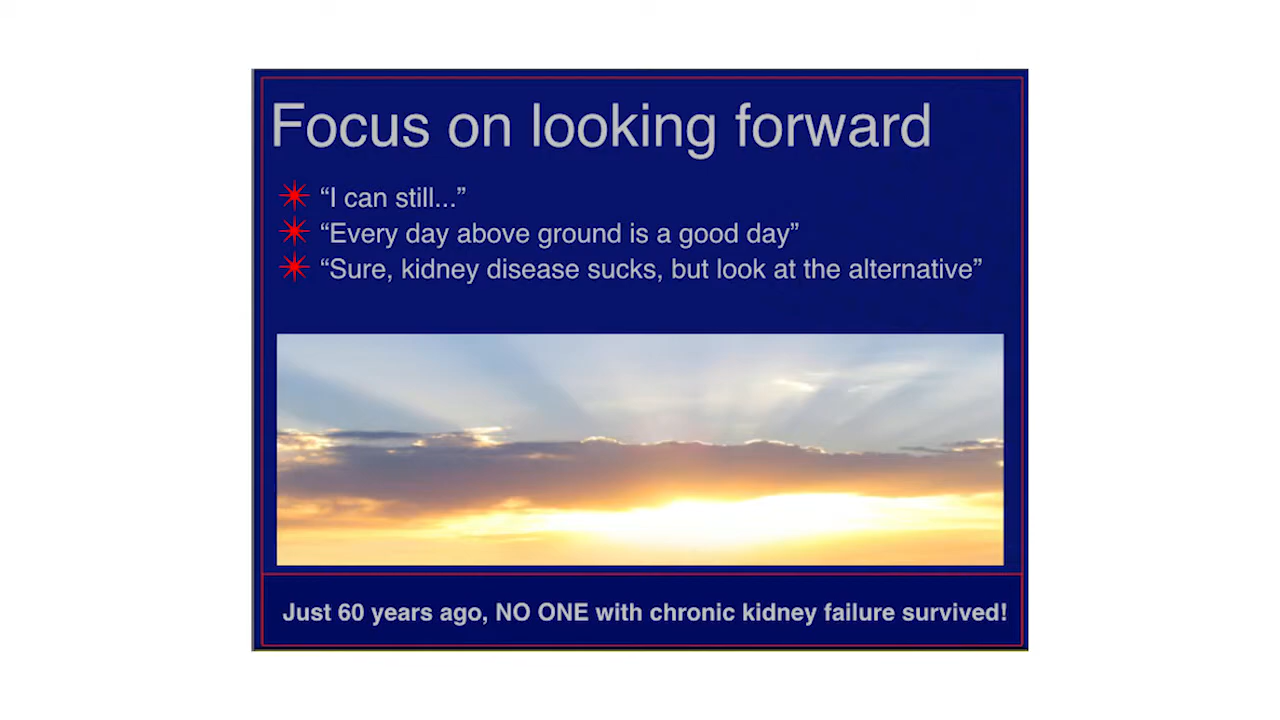 Focus on looking forward
“I can still...”
“Every day above ground is a good day”
“Sure, kidney disease sucks, but look at the alternative”
Just 60 years ago, NO ONE with chronic kidney failure survived!